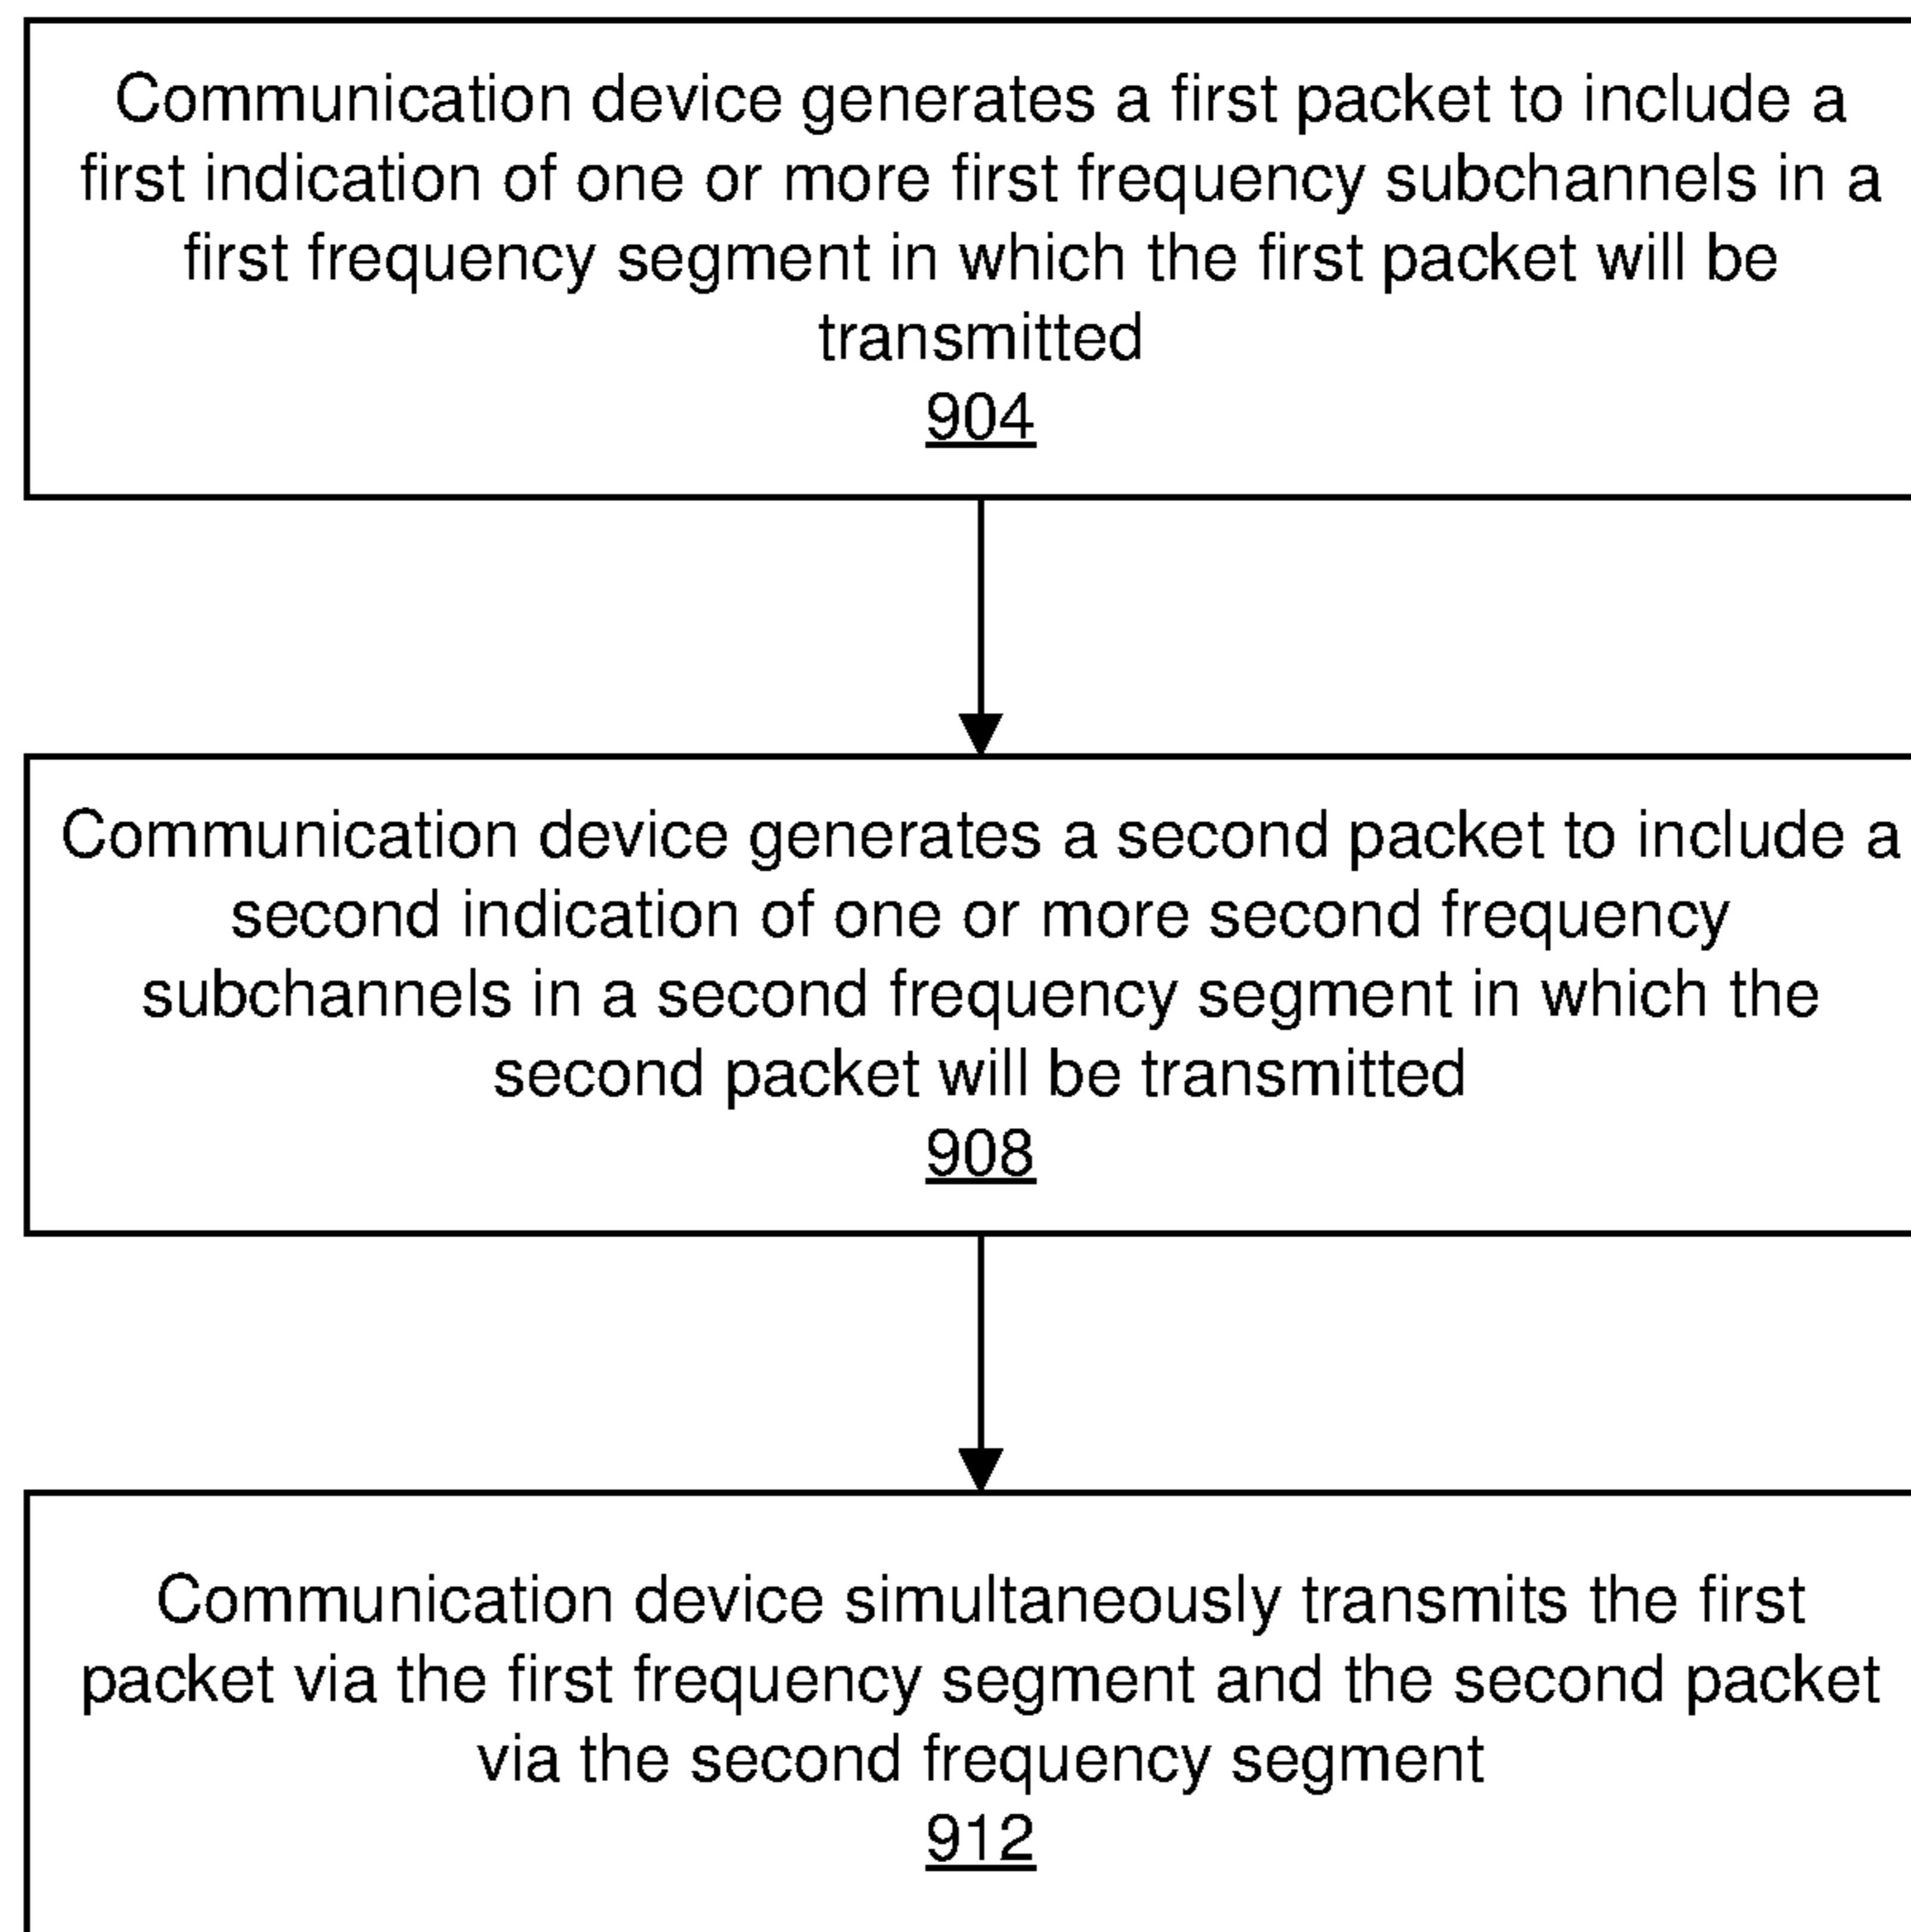 Communication device generates a first packet to include a
first indication of one or more first frequency subchannels in a
first frequency segment in which the first packet will be
transmitted
904
Communication device generates a second packet to include a
second indication of one or more second frequency
subchannels in a second frequency segment in which the
second packet will be transmitted
908
Communication device simultaneously transmits the first
packet via the first frequency segment and the second packet
via the second frequency segment
912